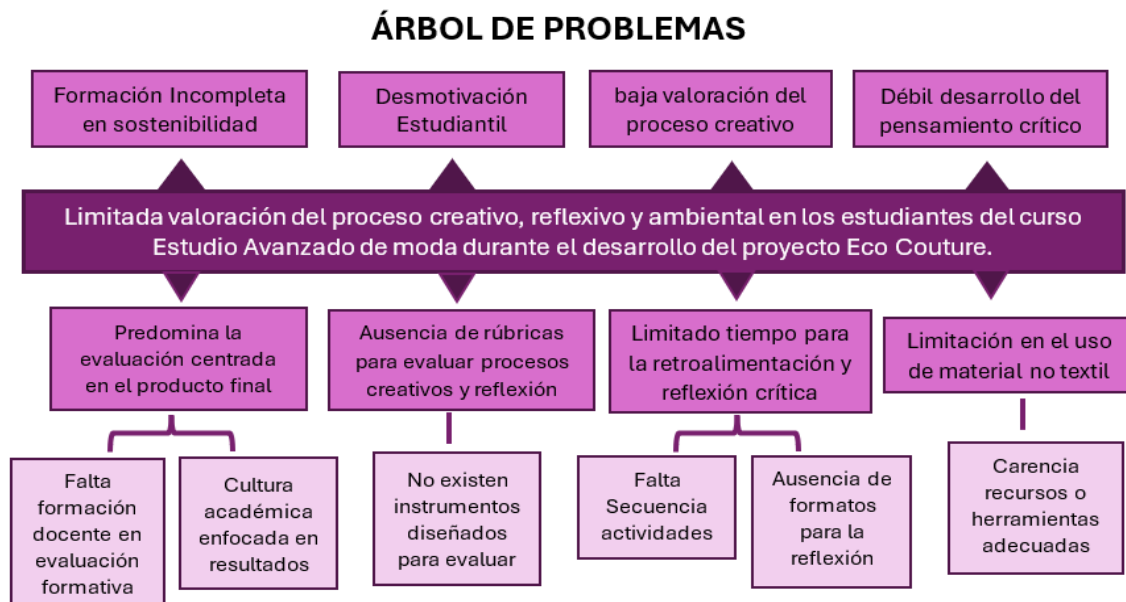 ÁRBOL DE PROBLEMAS
Formación Incompleta
en sostenibilidad
Desmotivación
Estudiantil
baja valoración del
proceso creativo
Débil desarrollo del
pensamiento crítico
Limitada valoración del proceso creativo, reflexivo y ambiental en los estudiantes del curso
Estudio Avanzado de moda durante el desarrollo del proyecto Eco Couture.
Predomina la
evaluación centrada
en el producto final
Ausencia de rúbricas
para evaluar procesos
creativos y reflexión
Limitado tiempo para
la retroalimentación y
reflexión crítica
Limitación en el uso
de material no textil
Falta
formación
docente en
evaluación
formativa
Cultura
académica
enfocada en
resultados
No existen
instrumentos
diseñados
para evaluar
Falta
Secuencia
actividades
Ausencia de
formatos
para la
reflexión
Carencia
recursos o
herramientas
adecuadas